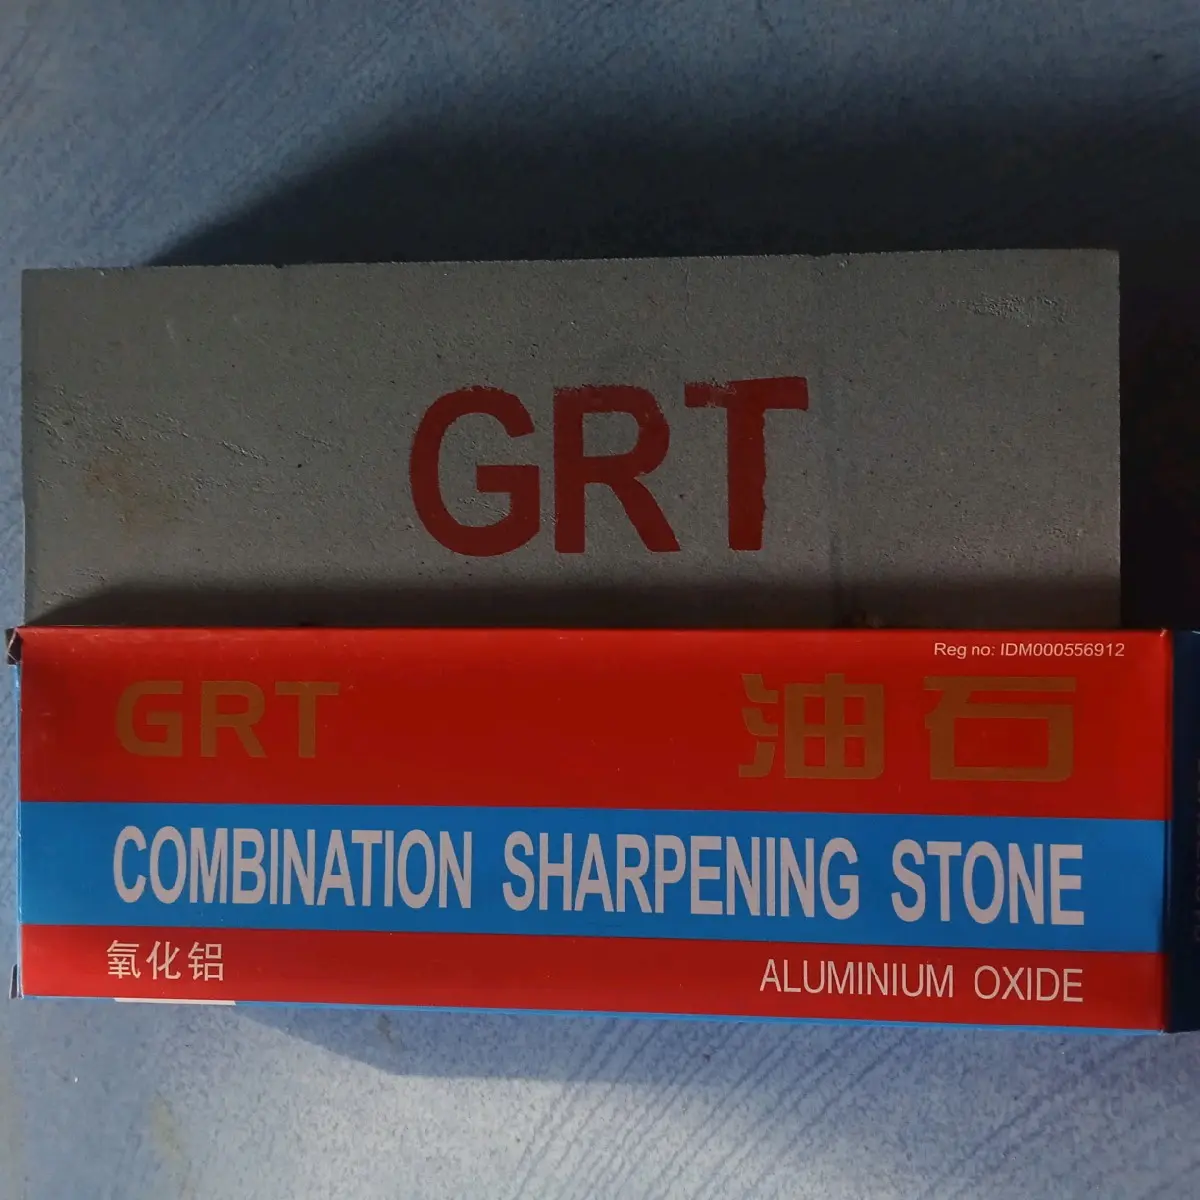 GRT
Reg no: IDM000556912
GRT 油石
COMBINATION SHARPENING STONE
氧化铝 ALUMINIUM OXIDE